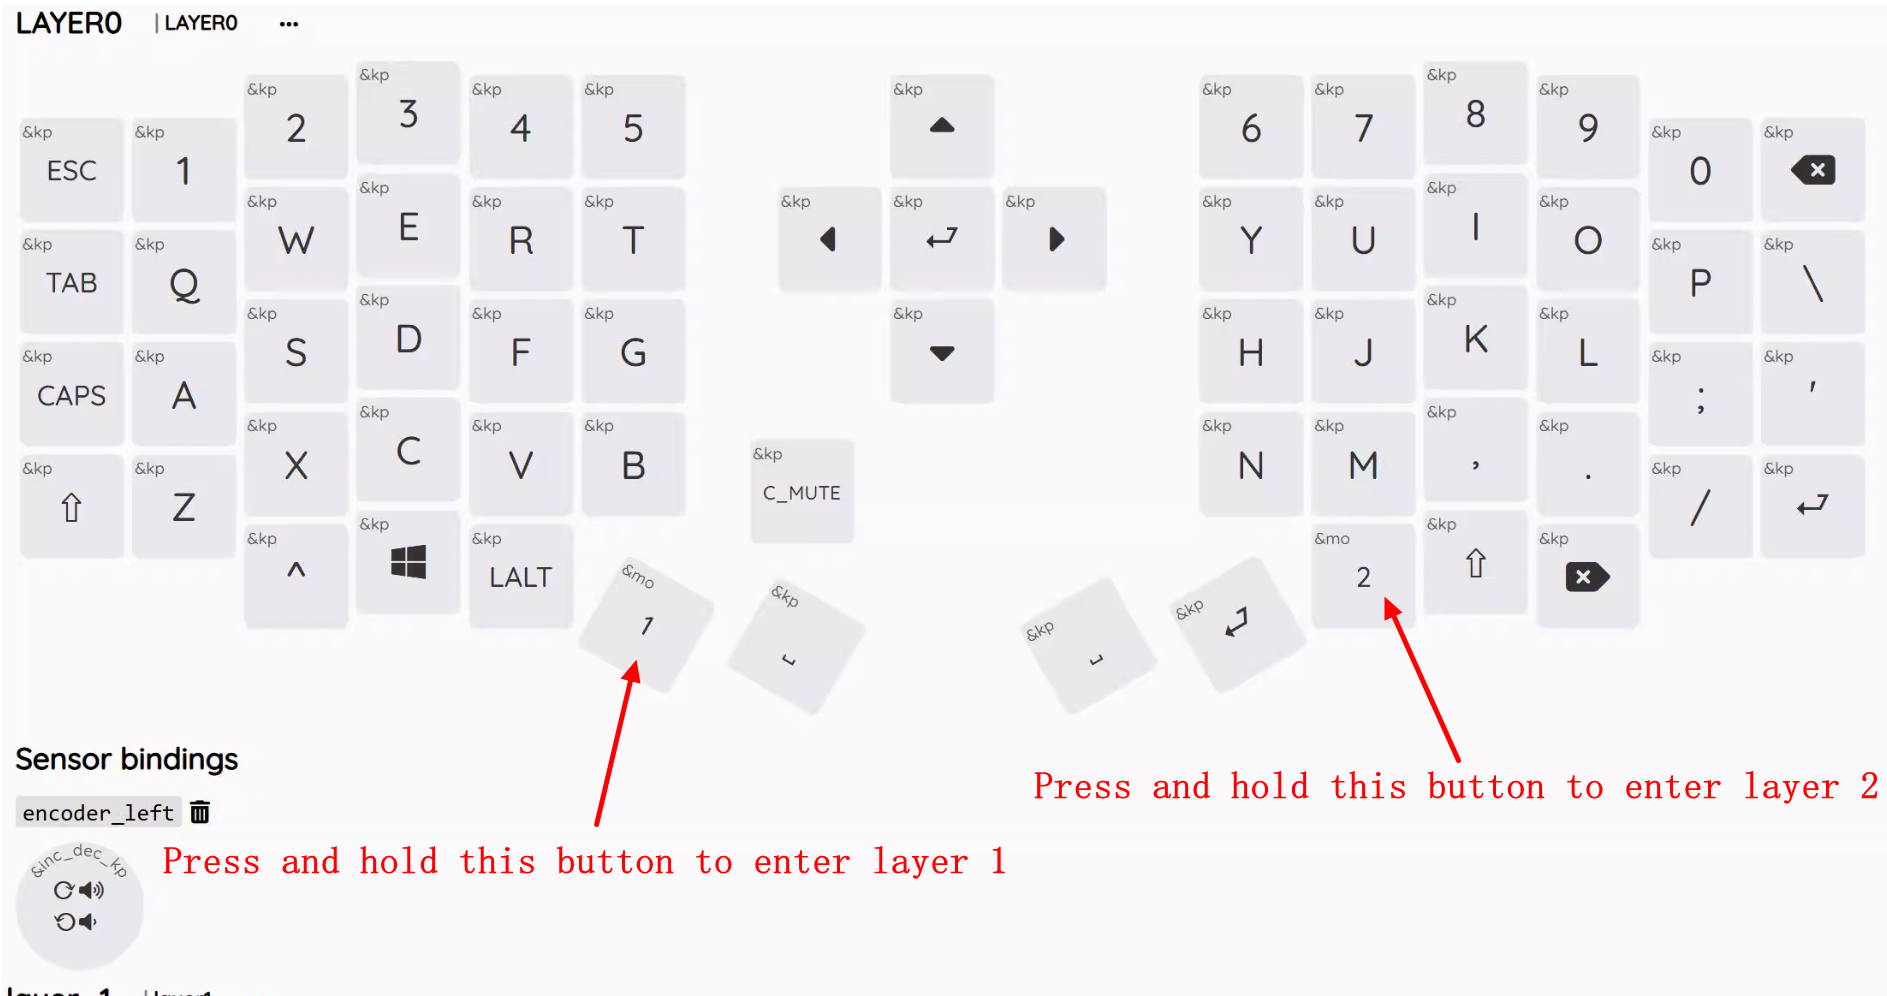 LAYER0 | LAYER0 ...
&kp 3 &kp 8
&kp 2 &kp 4 &kp 5 &kp &kp 6 &kp 7 &kp 9
&kp ESC &kp 1 &kp 0 &kp
&kp E &kp I
&kp W &kp R &kp T &kp &kp &kp &kp Y &kp U &kp O
&kp TAB &kp Q &kp P &kp \
&kp D &kp K
&kp S &kp F &kp G &kp &kp H &kp J &kp L
&kp CAPS &kp A &kp ; &kp '
&kp C &kp ,
&kp X &kp V &kp B &kp N &kp M &kp .
&kp C_MUTE
&kp &kp Z &kp / &kp
&kp &kp
&kp ^ &kp LALT &mo 2 &kp
&mo 1 &kp &kp &kp
Sensor bindings
Press and hold this button to enter layer 2
encoder_left
&inc_dec_kp
Press and hold this button to enter layer 1
layer_1 | layer1